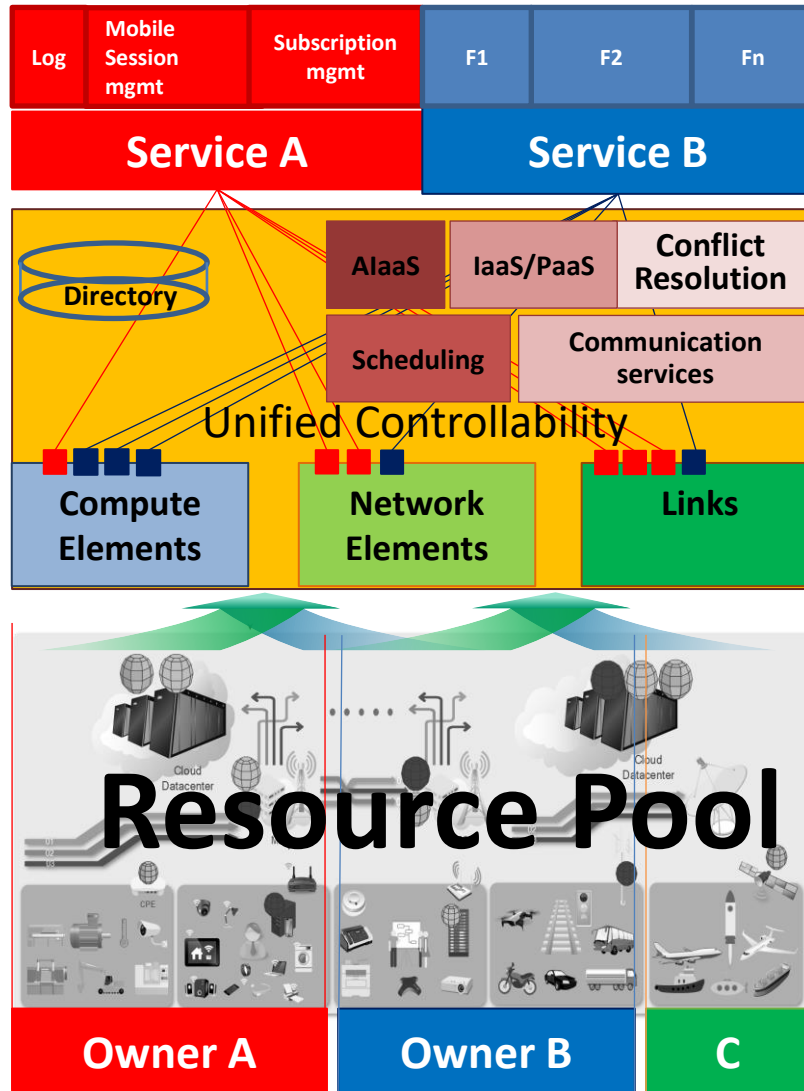 Log
Mobile
Session
mgmt
Subscription
mgmt
F1
F2
Fn
Service A
Service B
Directory
AIaaS
IaaS/PaaS
Conflict
Resolution
Scheduling
Communication
services
Unified Controllability
Compute
Elements
Network
Elements
Links
Cloud
Datacenter
Cloud
Datacenter
Resource Pool
CPE
Owner A
Owner B
C